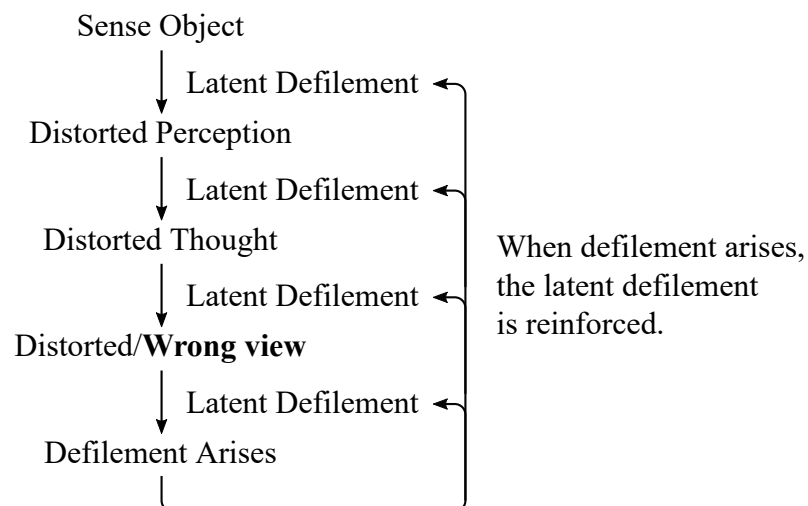 Sense Object
Latent Defilement
Distorted Perception
Latent Defilement
Distorted Thought
Latent Defilement
Distorted/Wrong view
Latent Defilement
Defilement Arises
When defilement arises,
the latent defilement
is reinforced.